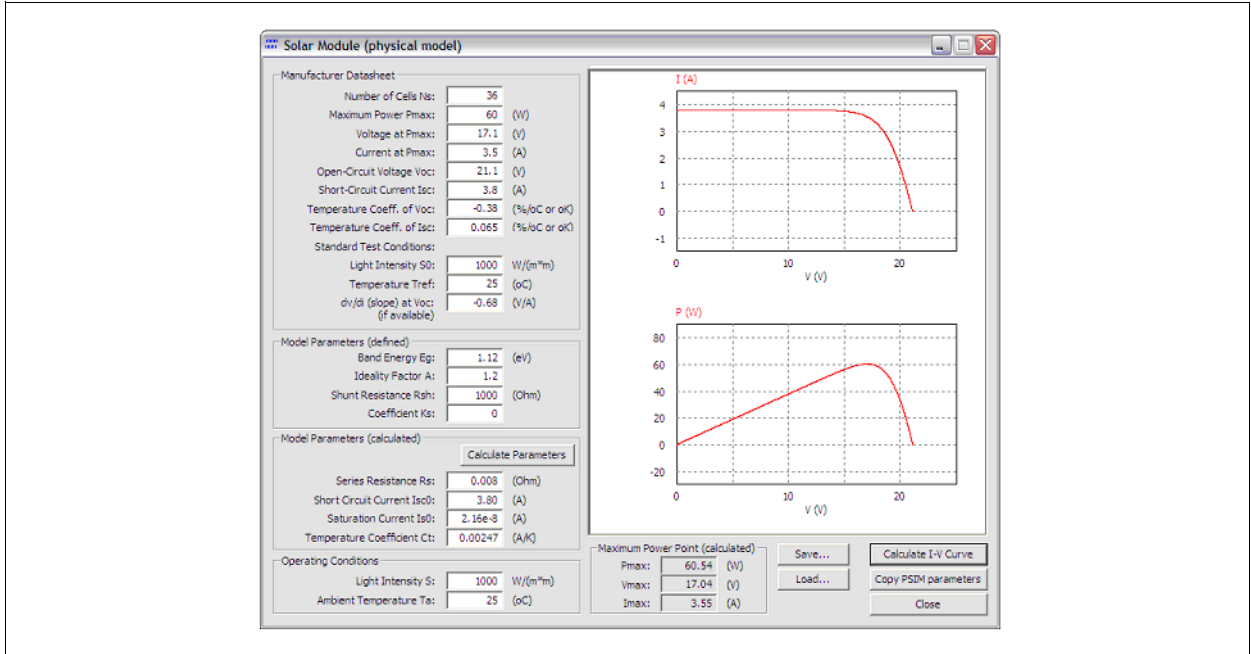 Solar Module (physical model)
Manufacturer Datasheet
Number of Cells Ns: 36
Maximum Power Pmax: 60 (W)
Voltage at Pmax: 17.1 (V)
Current at Pmax: 3.5 (A)
Open-Circuit Voltage Voc: 21.1 (V)
Short-Circuit Current Isc: 3.8 (A)
Temperature Coeff. of Voc: -0.38 (%/oC or oK)
Temperature Coeff. of Isc: 0.065 (%/oC or oK)
Standard Test Conditions:
Light Intensity S0: 1000 W/(m*m)
Temperature Tref: 25 (oC)
dv/di (slope) at Voc: -0.68 (V/A)
(if available)
Model Parameters (defined)
Band Energy Eg: 1.12 (eV)
Ideality Factor A: 1.2
Shunt Resistance Rsh: 1000 (Ohm)
Coefficient Ks: 0
Model Parameters (calculated)
Calculate Parameters
Series Resistance Rs: 0.008 (Ohm)
Short Circuit Current Isc0: 3.80 (A)
Saturation Current Is0: 2.16e-8 (A)
Temperature Coefficient Ct: 0.00247 (A/K)
Operating Conditions
Light Intensity S: 1000 W/(m*m)
Ambient Temperature Ta: 25 (oC)
I (A)
4
3
2
1
0
-1
0 10 20
V (V)
P (W)
80
60
40
20
0
-20
0 10 20
V (V)
Maximum Power Point (calculated)
Pmax: 60.54 (W)
Vmax: 17.04 (V)
Imax: 3.55 (A)
Save...
Load...
Calculate I-V Curve
Copy PSIM parameters
Close